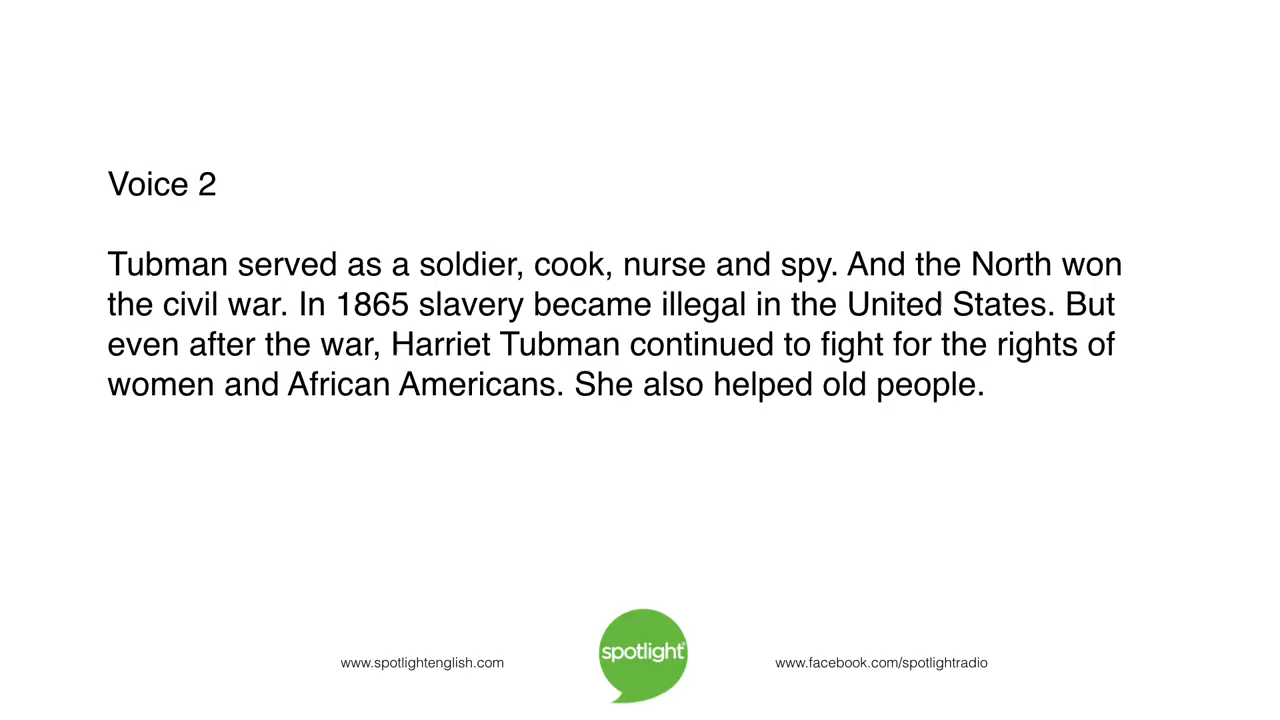 Voice 2
Tubman served as a soldier, cook, nurse and spy. And the North won
the civil war. In 1865 slavery became illegal in the United States. But
even after the war, Harriet Tubman continued to fight for the rights of
women and African Americans. She also helped old people.
www.spotlightenglish.com
spotlight
www.facebook.com/spotlightradio